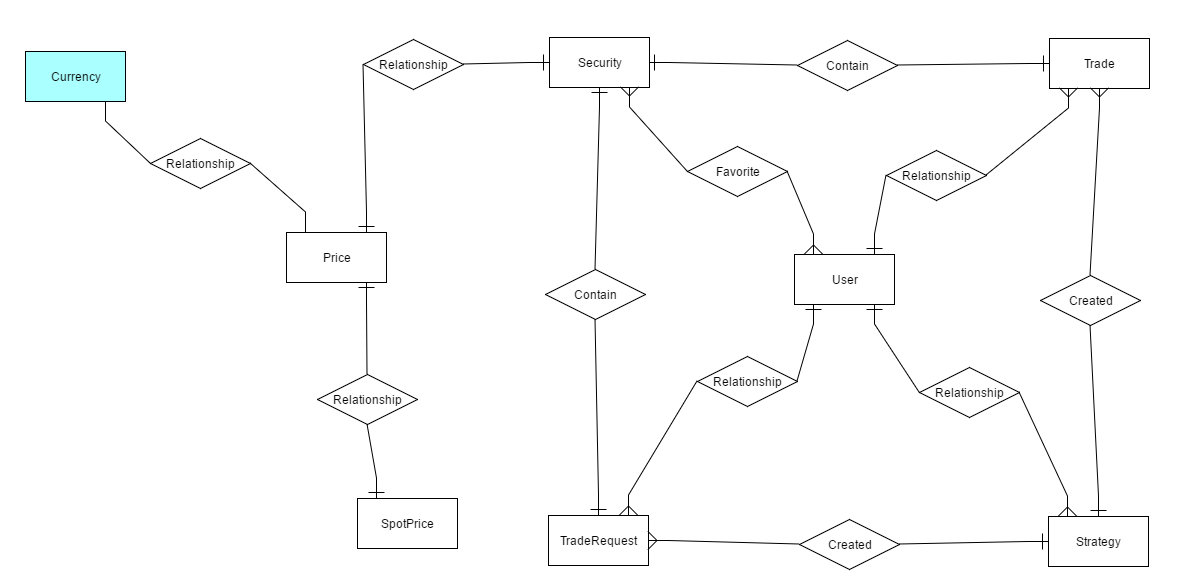 Security
Trade
Relationship
Contain
Currency
Relationship
Favorite
Relationship
Price
User
Contain
Created
Relationship
Relationship
Relationship
SpotPrice
TradeRequest
Created
Strategy